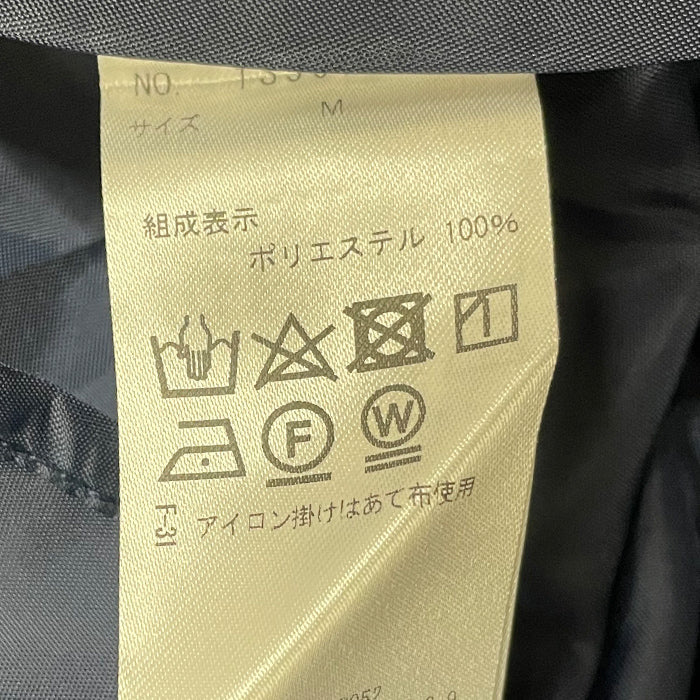 NO.
サイズ M
組成表示
ポリエステル 100%
F W
F-31 アイロン掛けはあて布使用